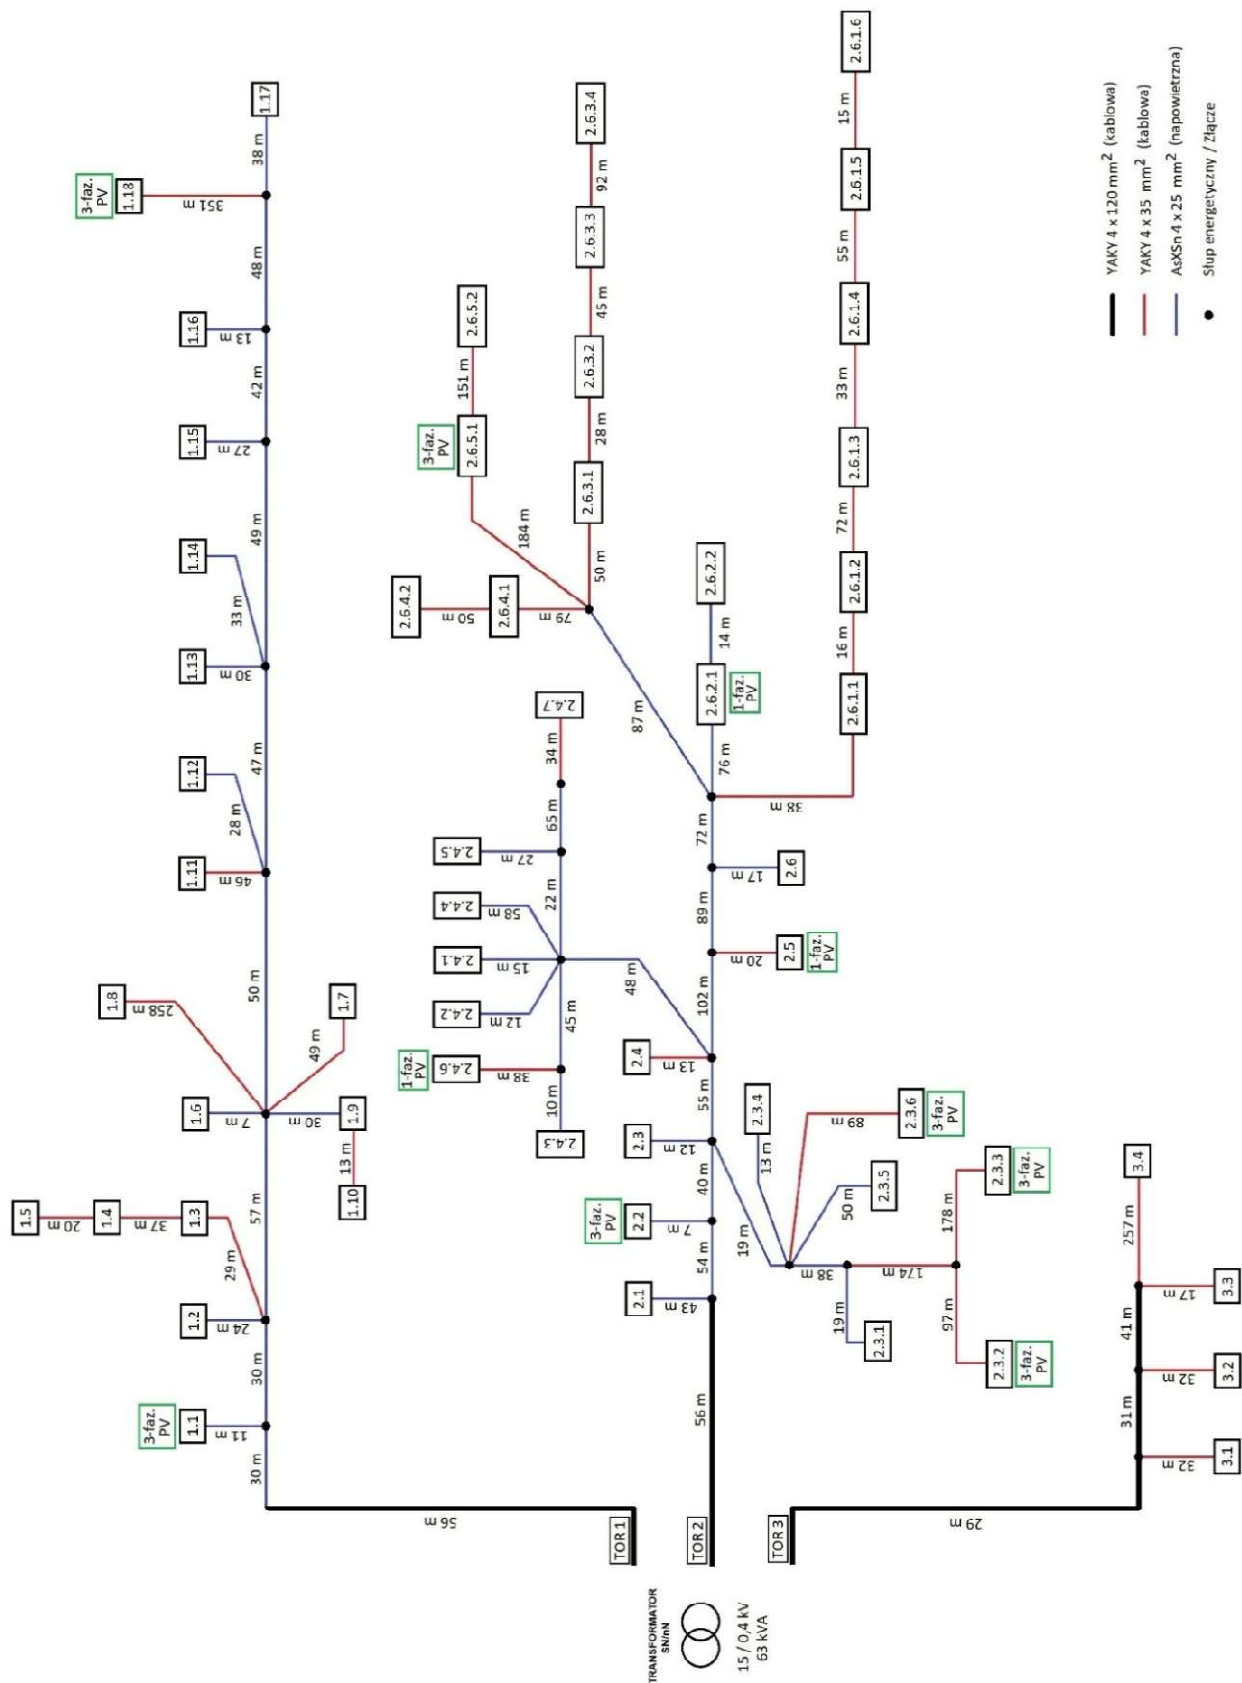 TRANSFORMATOR
SN/nN
15 / 0,4 kV
63 kVA
TOR 1
56 m
30 m
11 m
1.1
3-faz.
PV
30 m
24 m
1.2
29 m
1.3
37 m
1.4
20 m
1.5
57 m
7 m
1.6
49 m
1.7
258 m
1.8
30 m
1.9
13 m
1.10
50 m
46 m
1.11
28 m
1.12
47 m
30 m
1.13
33 m
1.14
49 m
27 m
1.15
42 m
13 m
1.16
48 m
351 m
1.18
3-faz.
PV
38 m
1.17
TOR 2
56 m
43 m
2.1
54 m
7 m
2.2
3-faz.
PV
40 m
12 m
2.3
19 m
13 m
2.3.4
89 m
2.3.6
3-faz.
PV
50 m
2.3.5
38 m
19 m
2.3.1
174 m
97 m
2.3.2
3-faz.
PV
178 m
2.3.3
3-faz.
PV
55 m
13 m
2.4
48 m
45 m
10 m
2.4.3
38 m
2.4.6
1-faz.
PV
12 m
2.4.2
15 m
2.4.1
58 m
2.4.4
22 m
27 m
2.4.5
65 m
34 m
2.4.7
102 m
20 m
2.5
1-faz.
PV
89 m
17 m
2.6
72 m
38 m
2.6.1.1
16 m
2.6.1.2
72 m
2.6.1.3
33 m
2.6.1.4
55 m
2.6.1.5
15 m
2.6.1.6
76 m
2.6.2.1
1-faz.
PV
14 m
2.6.2.2
87 m
50 m
2.6.3.1
28 m
2.6.3.2
45 m
2.6.3.3
92 m
2.6.3.4
79 m
2.6.4.1
50 m
2.6.4.2
184 m
2.6.5.1
3-faz.
PV
151 m
2.6.5.2
TOR 3
29 m
32 m
3.1
31 m
32 m
3.2
41 m
17 m
3.3
257 m
3.4
YAKY 4 x 120 mm² (kablowa)
YAKY 4 x 35 mm² (kablowa)
AsXSn 4 x 25 mm² (napowietrzna)
Słup energetyczny / Złącze